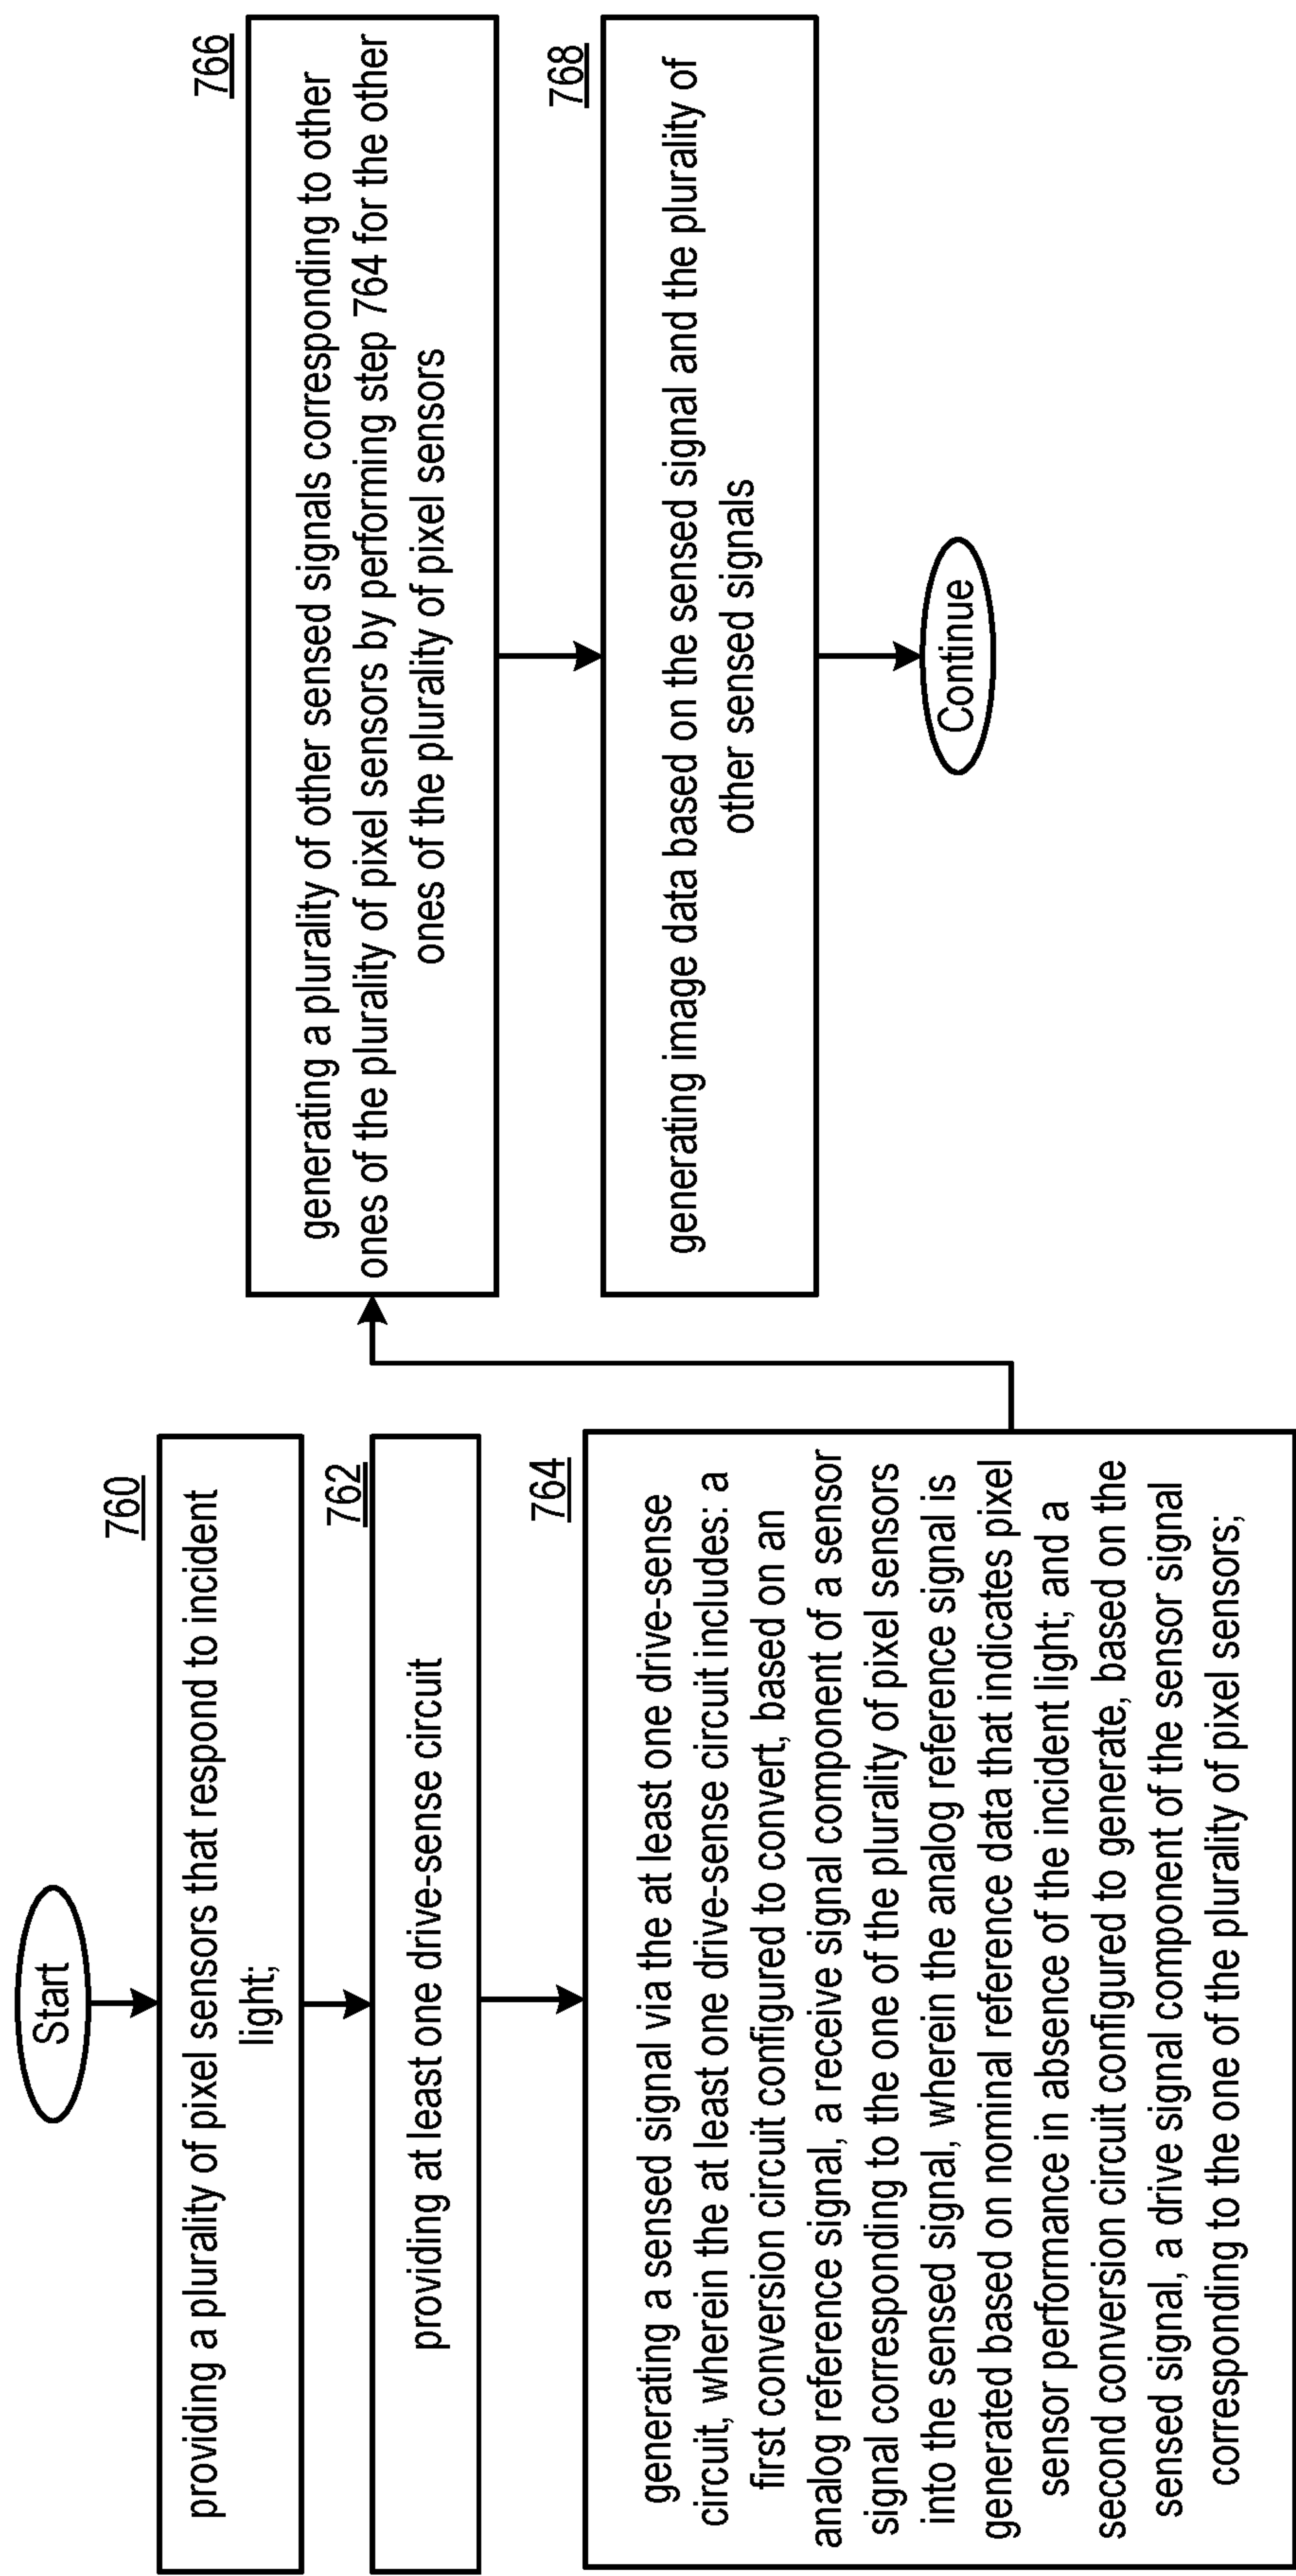 Start
760
providing a plurality of pixel sensors that respond to incident
light;
762
providing at least one drive-sense circuit
764
generating a sensed signal via the at least one drive-sense
circuit, wherein the at least one drive-sense circuit includes: a
first conversion circuit configured to convert, based on an
analog reference signal, a receive signal component of a sensor
signal corresponding to the one of the plurality of pixel sensors
into the sensed signal, wherein the analog reference signal is
generated based on nominal reference data that indicates pixel
sensor performance in absence of the incident light; and a
second conversion circuit configured to generate, based on the
sensed signal, a drive signal component of the sensor signal
corresponding to the one of the plurality of pixel sensors;
766
generating a plurality of other sensed signals corresponding to other
ones of the plurality of pixel sensors by performing step 764 for the other
ones of the plurality of pixel sensors
768
generating image data based on the sensed signal and the plurality of
other sensed signals
Continue